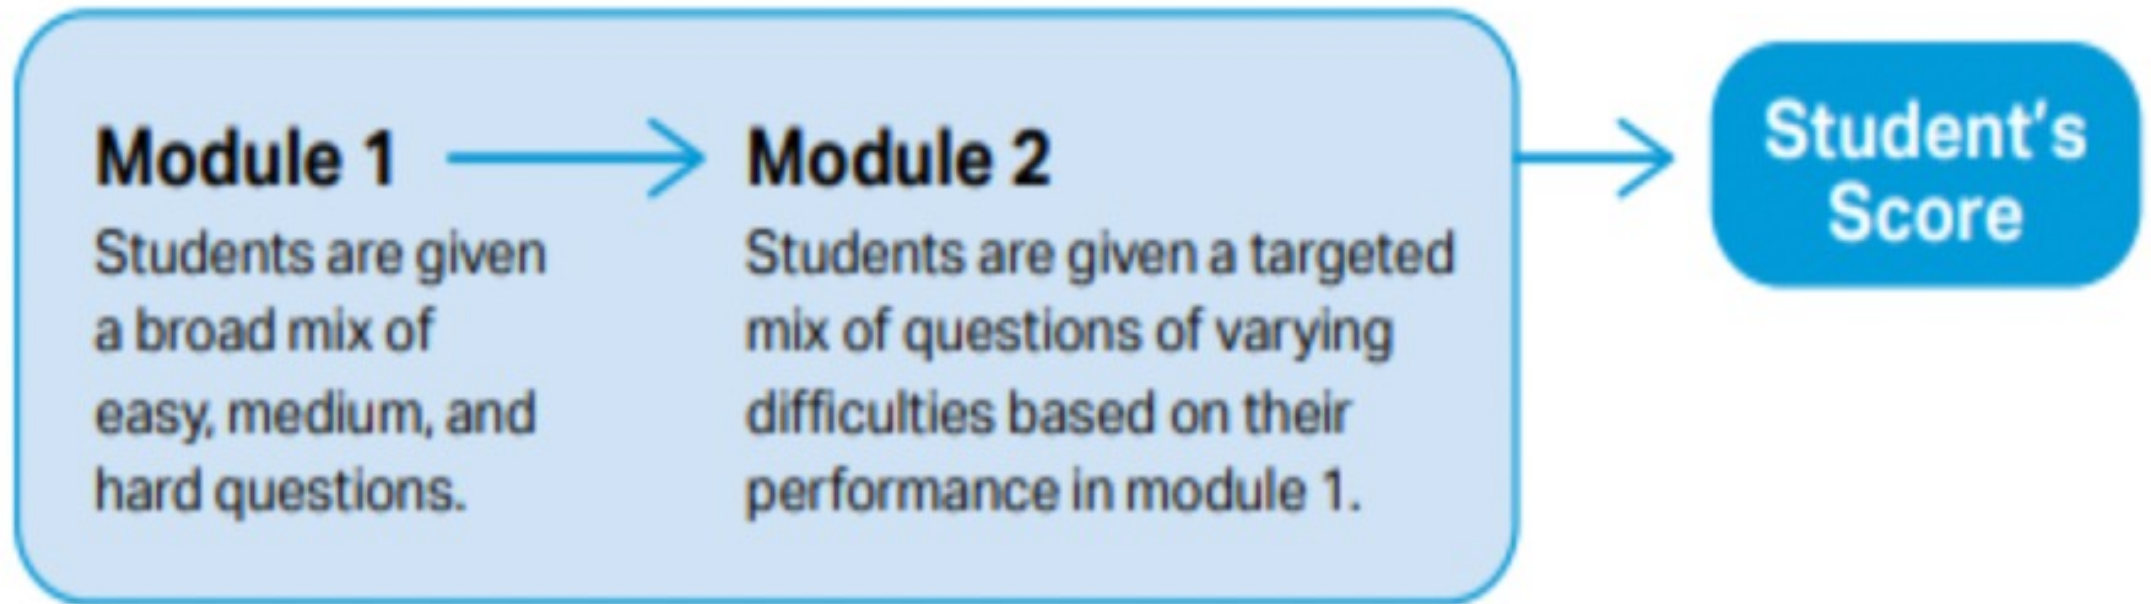 Module 1
Students are given
a broad mix of
easy, medium, and
hard questions.
Module 2
Students are given a targeted
mix of questions of varying
difficulties based on their
performance in module 1.
Student's
Score